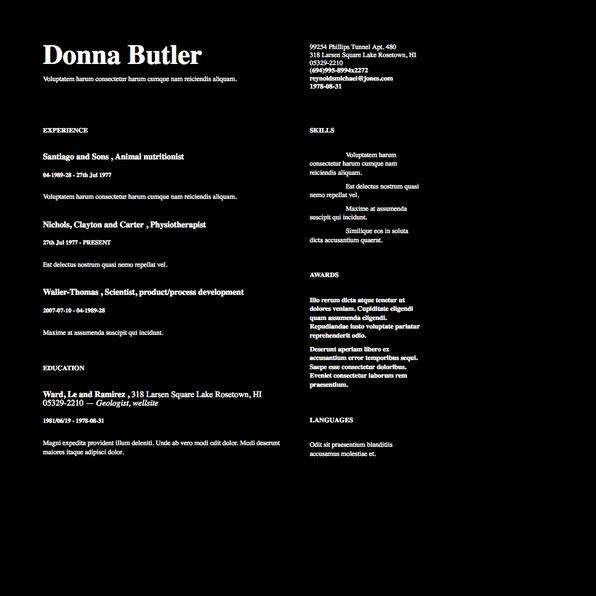 Donna Butler
Voluptatem harum consectetur harum cumque nam reiciendis aliquam.
99254 Phillips Tunnel Apt. 480
318 Larsen Square Lake Rosetown, HI
05329-2210
(694)995-8994x2272
reynoldsmichael@jones.com
1978-08-31
EXPERIENCE
Santiago and Sons , Animal nutritionist
04-1989-28 - 27th Jul 1977
Voluptatem harum consectetur harum cumque nam reiciendis aliquam.
Nichols, Clayton and Carter , Physiotherapist
27th Jul 1977 - PRESENT
Est delectus nostrum quasi nemo repellat vel.
Waller-Thomas , Scientist, product/process development
2007-07-10 - 04-1989-28
Maxime at assumenda suscipit qui incidunt.
EDUCATION
Ward, Le and Ramirez , 318 Larsen Square Lake Rosetown, HI
05329-2210 — Geologist, wellsite
1981/06/19 - 1978-08-31
Magni expedita provident illum deleniti. Unde ab vero modi odit dolor. Modi deserunt
maiores itaque adipisci dolor.
SKILLS
Voluptatem harum
consectetur harum cumque nam
reiciendis aliquam.
Est delectus nostrum quasi
nemo repellat vel.
Maxime at assumenda
suscipit qui incidunt.
Similique eos in soluta
dicta accusantium quaerat.
AWARDS
Illo rerum dicta atque tenetur ut
dolores veniam. Cupiditate eligendi
quam assumenda eligendi.
Repudiandae iusto voluptate pariatur
reprehenderit odio.
Deserunt aperiam libero ex
accusantium error temporibus sequi.
Saepe esse consectetur doloribus.
Eveniet consectetur laborum rem
praesentium.
LANGUAGES
Odit sit praesentium blanditiis
accusamus molestiae et.